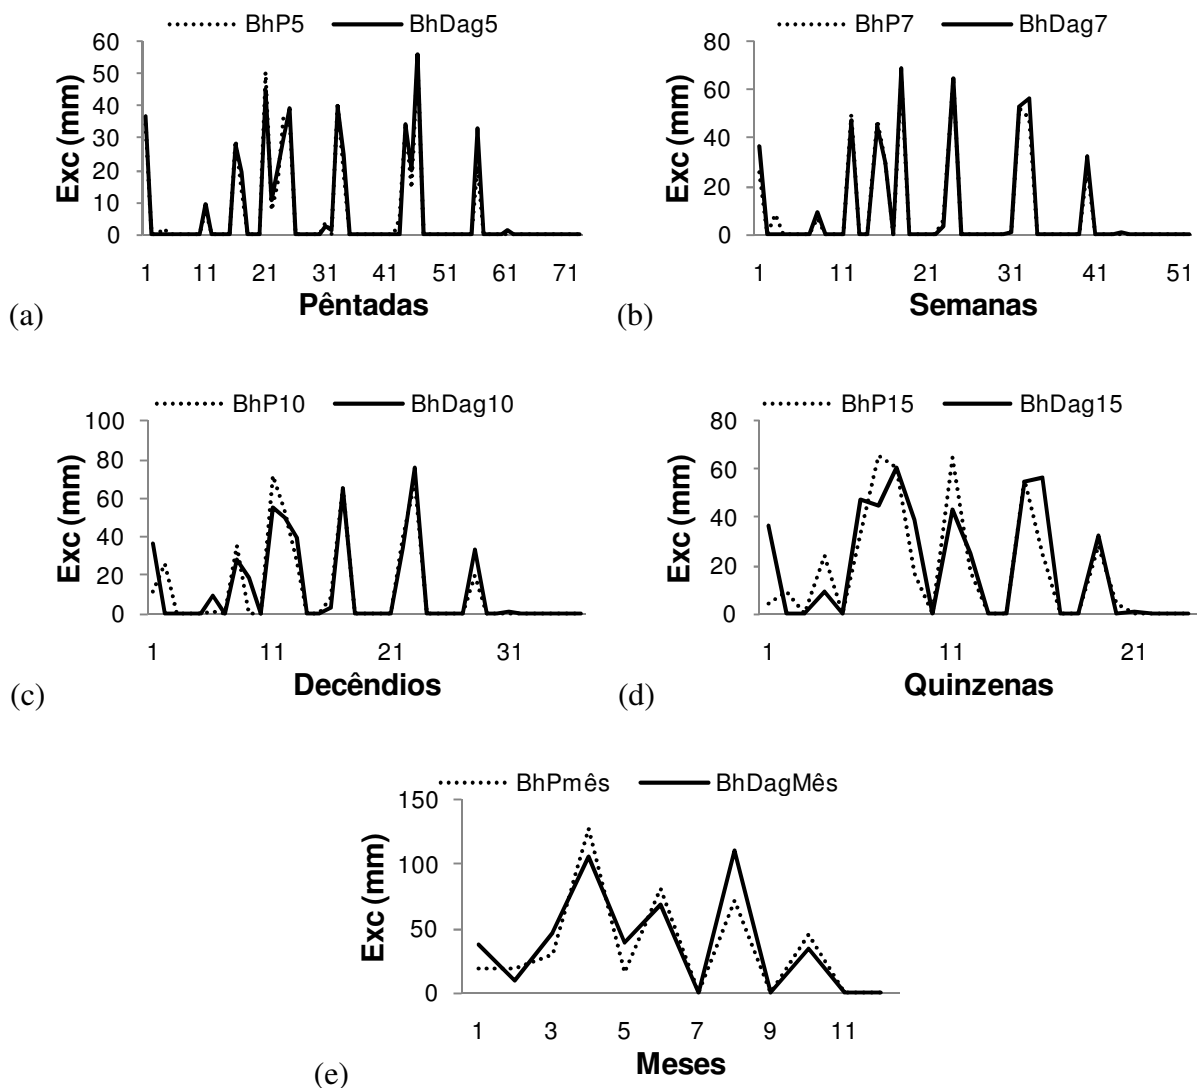 BhP5 BhDag5
60
50
40
30
20
10
0
Exc (mm)
1 11 21 31 41 51 61 71
Pêntadas
(a)
BhP7 BhDag7
80
60
40
20
0
Exc (mm)
1 11 21 31 41 51
Semanas
(b)
BhP10 BhDag10
100
80
60
40
20
0
Exc (mm)
1 11 21 31
Decêndios
(c)
BhP15 BhDag15
80
60
40
20
0
Exc (mm)
1 11 21
Quinzenas
(d)
BhPmês BhDagMês
150
100
50
0
Exc (mm)
1 3 5 7 9 11
Meses
(e)